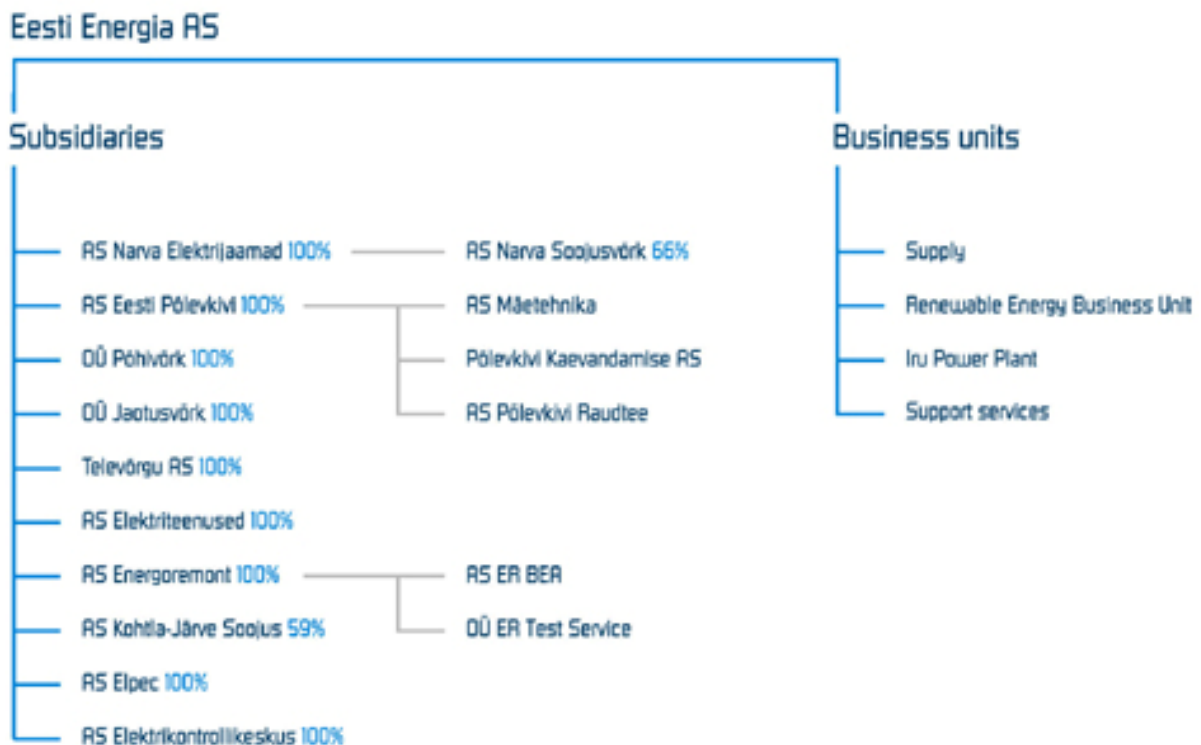 Eesti Energia AS
Subsidiaries
Business units
AS Narva Elektrijaamad 100%
AS Narva Soojusvõrk 66%
Supply
AS Eesti Põlevkivi 100%
AS Mäetehnika
Renewable Energy Business Unit
OÜ Põhivõrk 100%
Põlevkivi Kaevandamise AS
Iru Power Plant
OÜ Jaotusvõrk 100%
AS Põlevkivi Raudtee
Support services
Televõrgu AS 100%
AS Elektriteenused 100%
AS Energoremont 100%
AS ER BEA
AS Kohtla-Järve Soojus 59%
OÜ ER Test Service
AS Elpec 100%
AS Elektrikontrollikeskus 100%